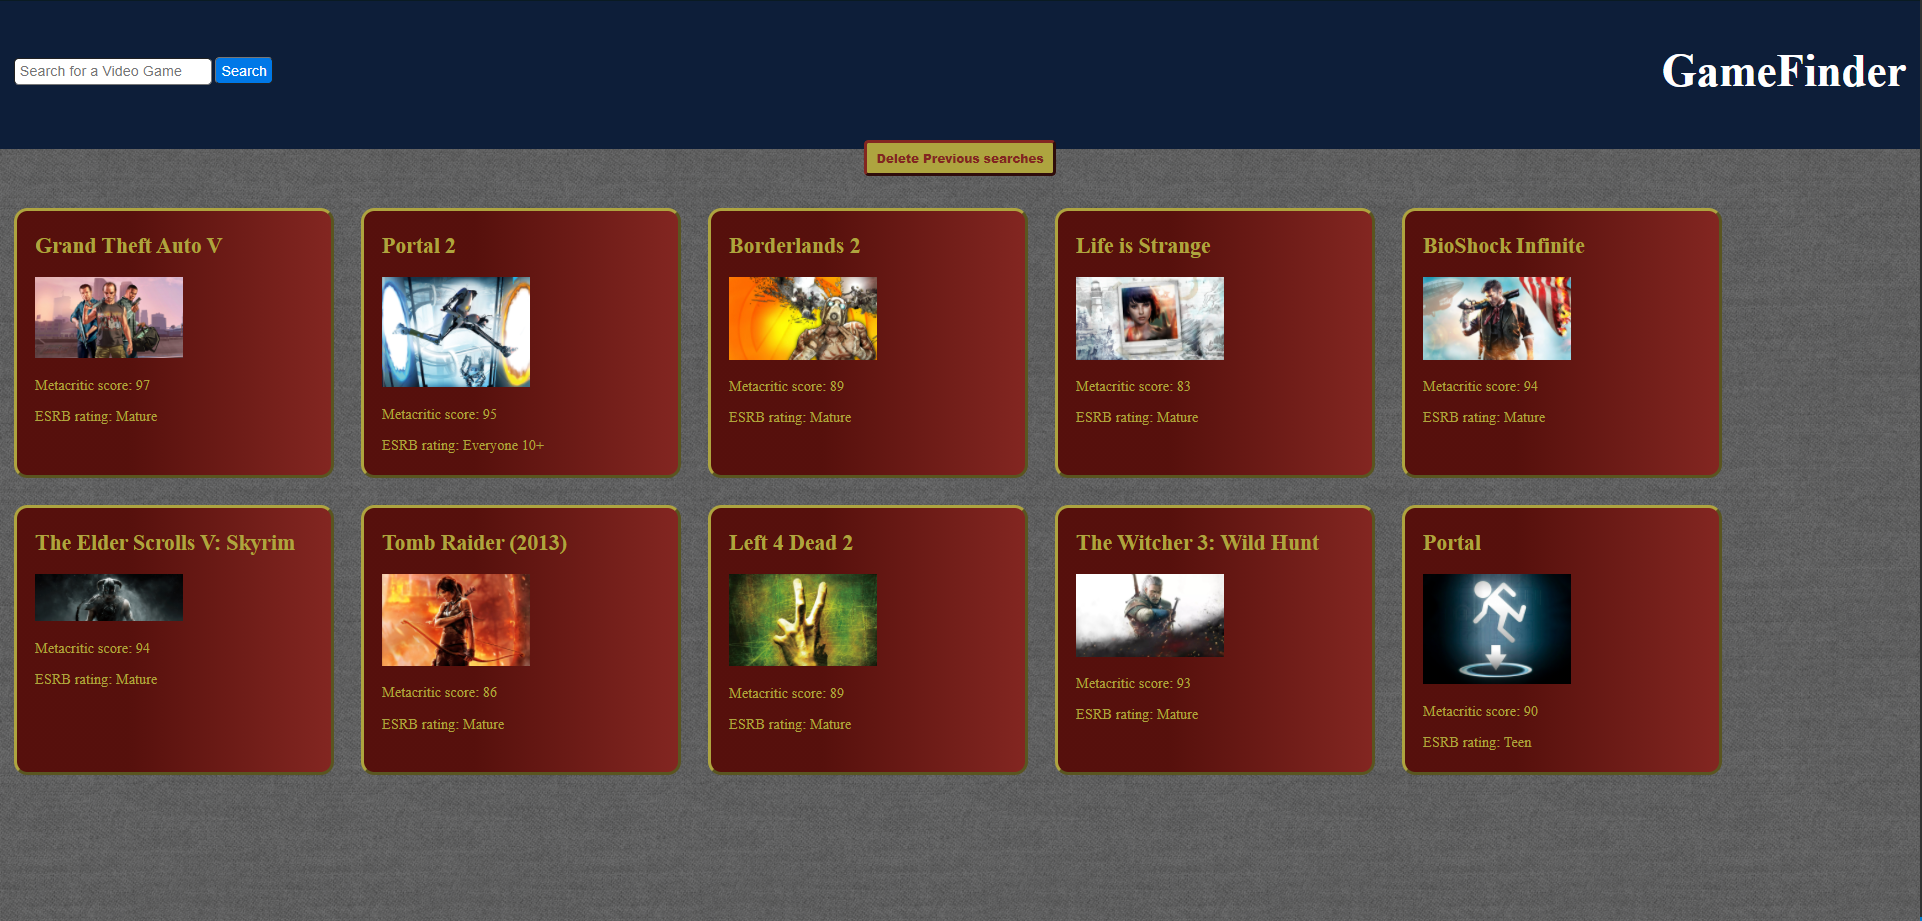 Search for a Video Game Search
GameFinder
Delete Previous searches
Grand Theft Auto V
Metacritic score: 97
ESRB rating: Mature
Portal 2
Metacritic score: 95
ESRB rating: Everyone 10+
Borderlands 2
Metacritic score: 89
ESRB rating: Mature
Life is Strange
Metacritic score: 83
ESRB rating: Mature
BioShock Infinite
Metacritic score: 94
ESRB rating: Mature
The Elder Scrolls V: Skyrim
Metacritic score: 94
ESRB rating: Mature
Tomb Raider (2013)
Metacritic score: 86
ESRB rating: Mature
Left 4 Dead 2
Metacritic score: 89
ESRB rating: Mature
The Witcher 3: Wild Hunt
Metacritic score: 93
ESRB rating: Mature
Portal
Metacritic score: 90
ESRB rating: Teen